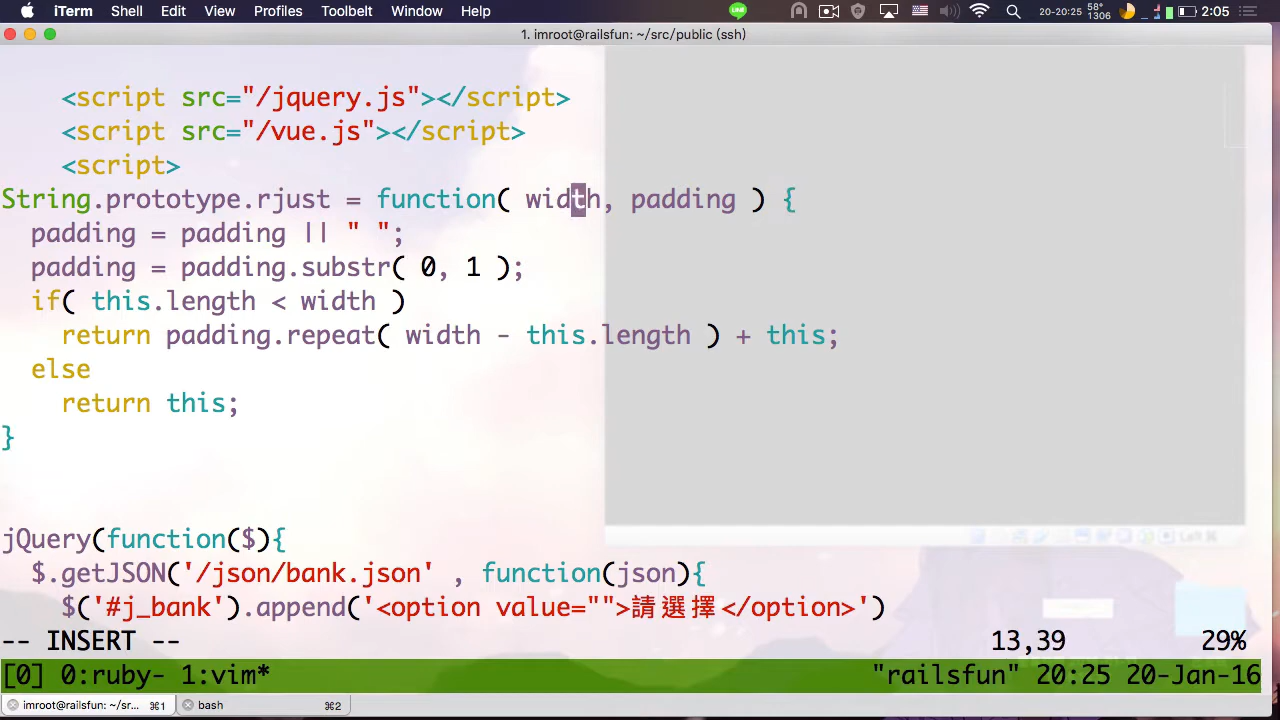 iTerm Shell Edit View Profiles Toolbelt Window Help LINE 20-20:25 58° 1306 2:05
1. imroot@railsfun: ~/src/public (ssh)
<script src="/jquery.js"></script>
<script src="/vue.js"></script>
<script>
String.prototype.rjust = function( width, padding ) {
padding = padding || " ";
padding = padding.substr( 0, 1 );
if( this.length < width )
return padding.repeat( width - this.length ) + this;
else
return this;
}
jQuery(function($){
$.getJSON('/json/bank.json' , function(json){
$('#j_bank').append('<option value="">請選擇</option>')
-- INSERT -- 13,39 29%
[0] 0:ruby- 1:vim* "railsfun" 20:25 20-Jan-16
imroot@railsfun: ~/sr... ⌘1 bash ⌘2